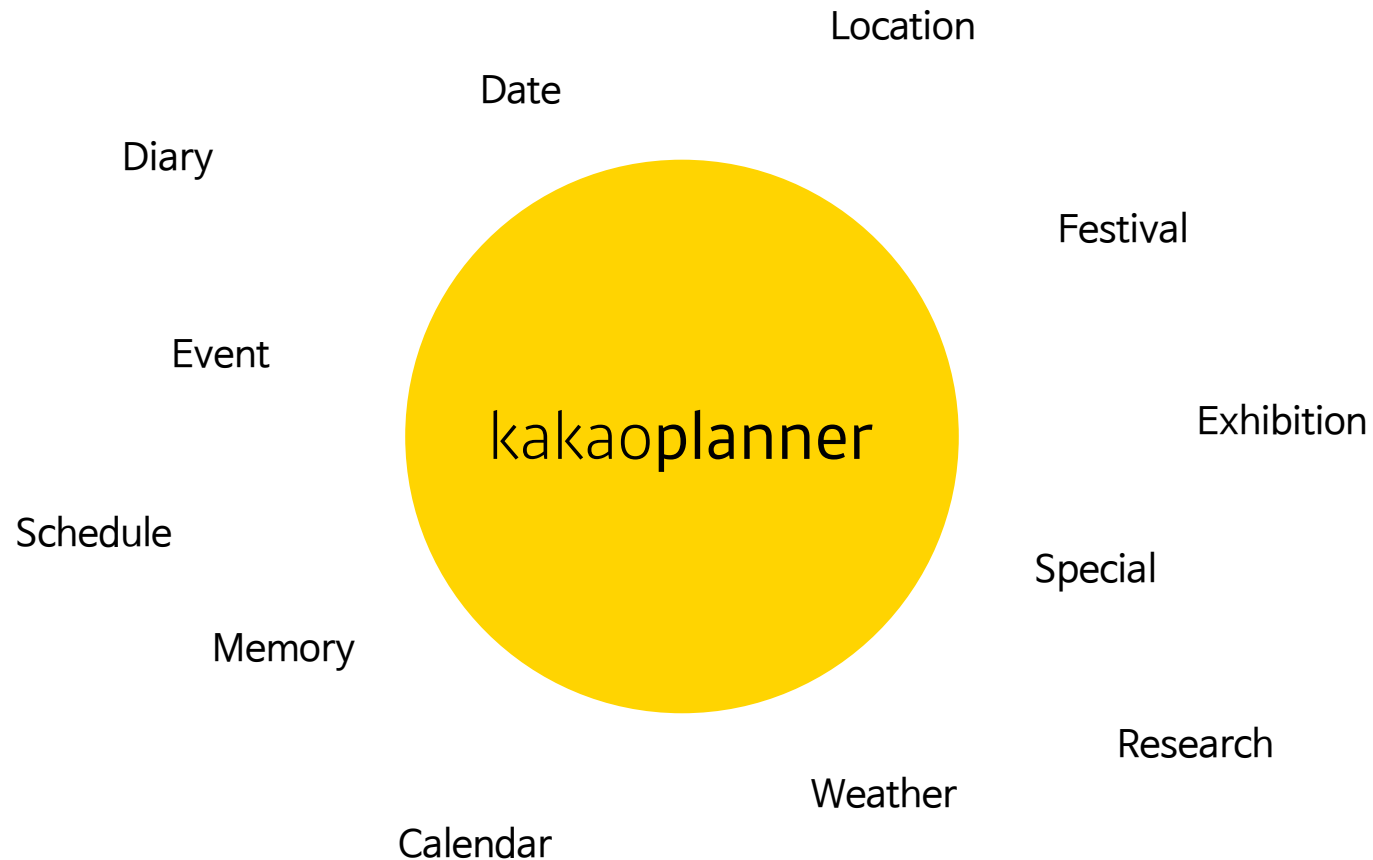 Location
Date
Diary
Festival
Event
Exhibition
kakaoplanner
Schedule
Special
Memory
Research
Weather
Calendar